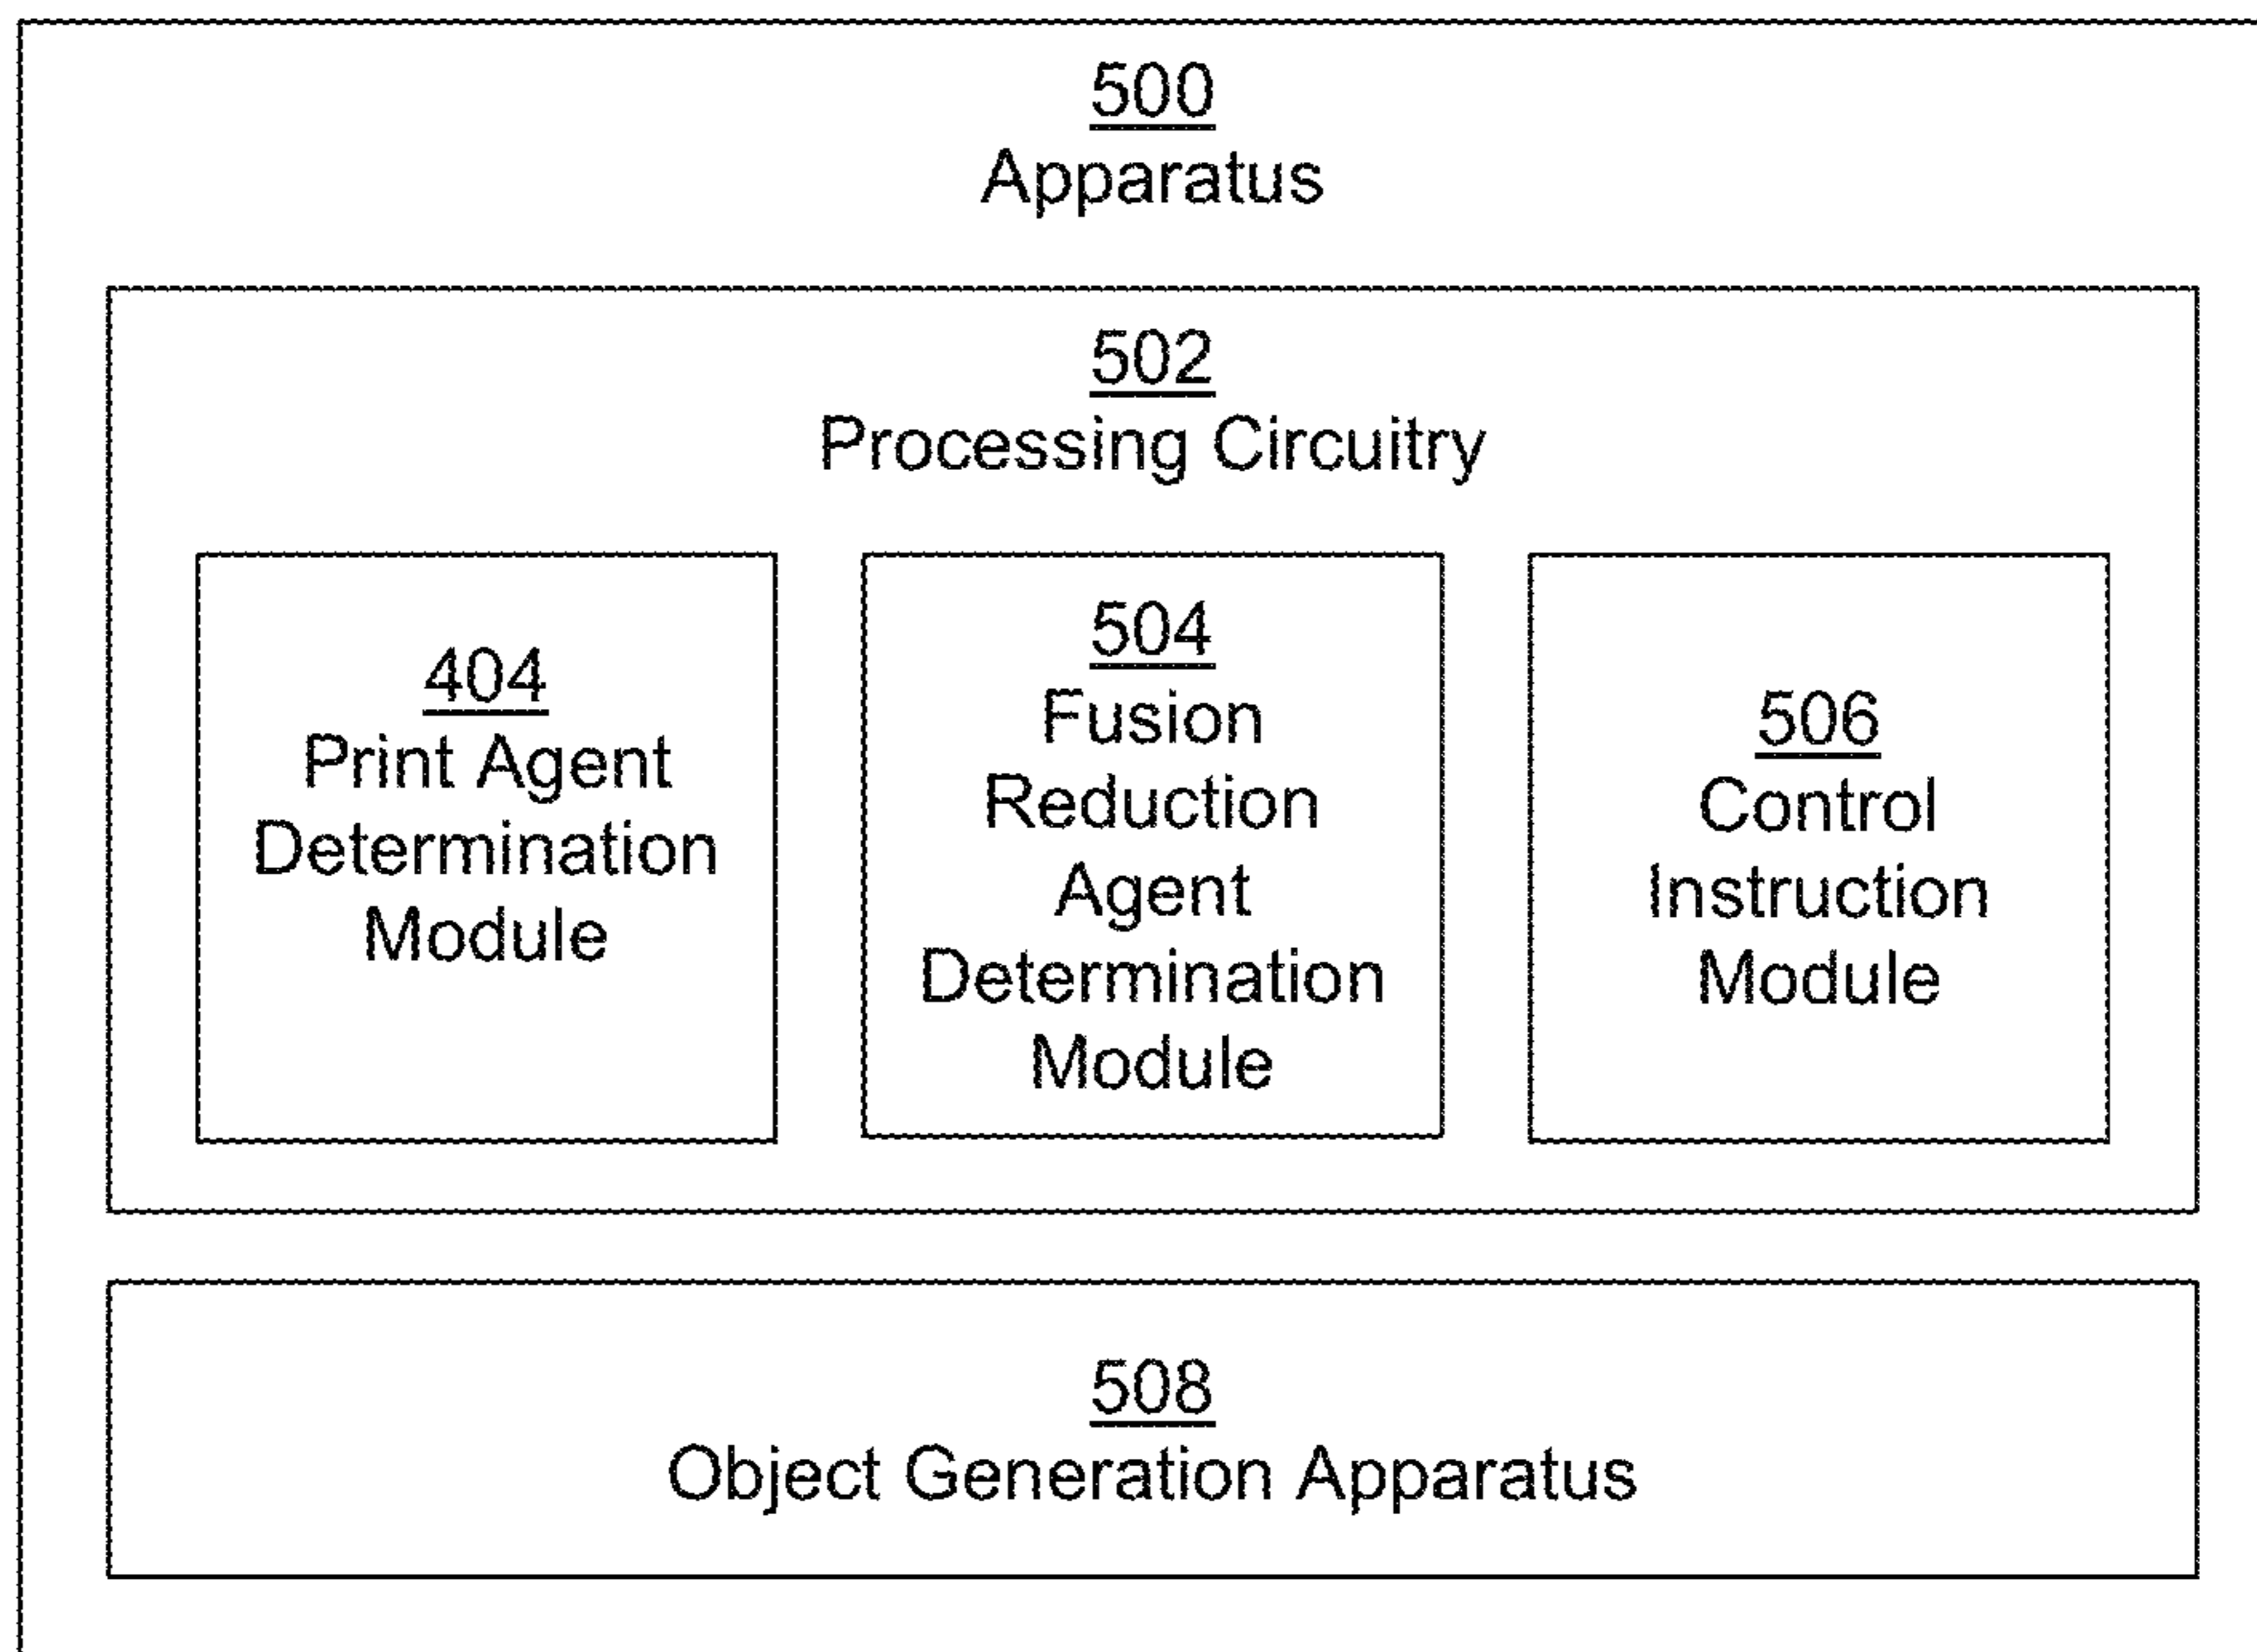 500
Apparatus
502
Processing Circuitry
404
Print Agent
Determination
Module
504
Fusion
Reduction
Agent
Determination
Module
506
Control
Instruction
Module
508
Object Generation Apparatus